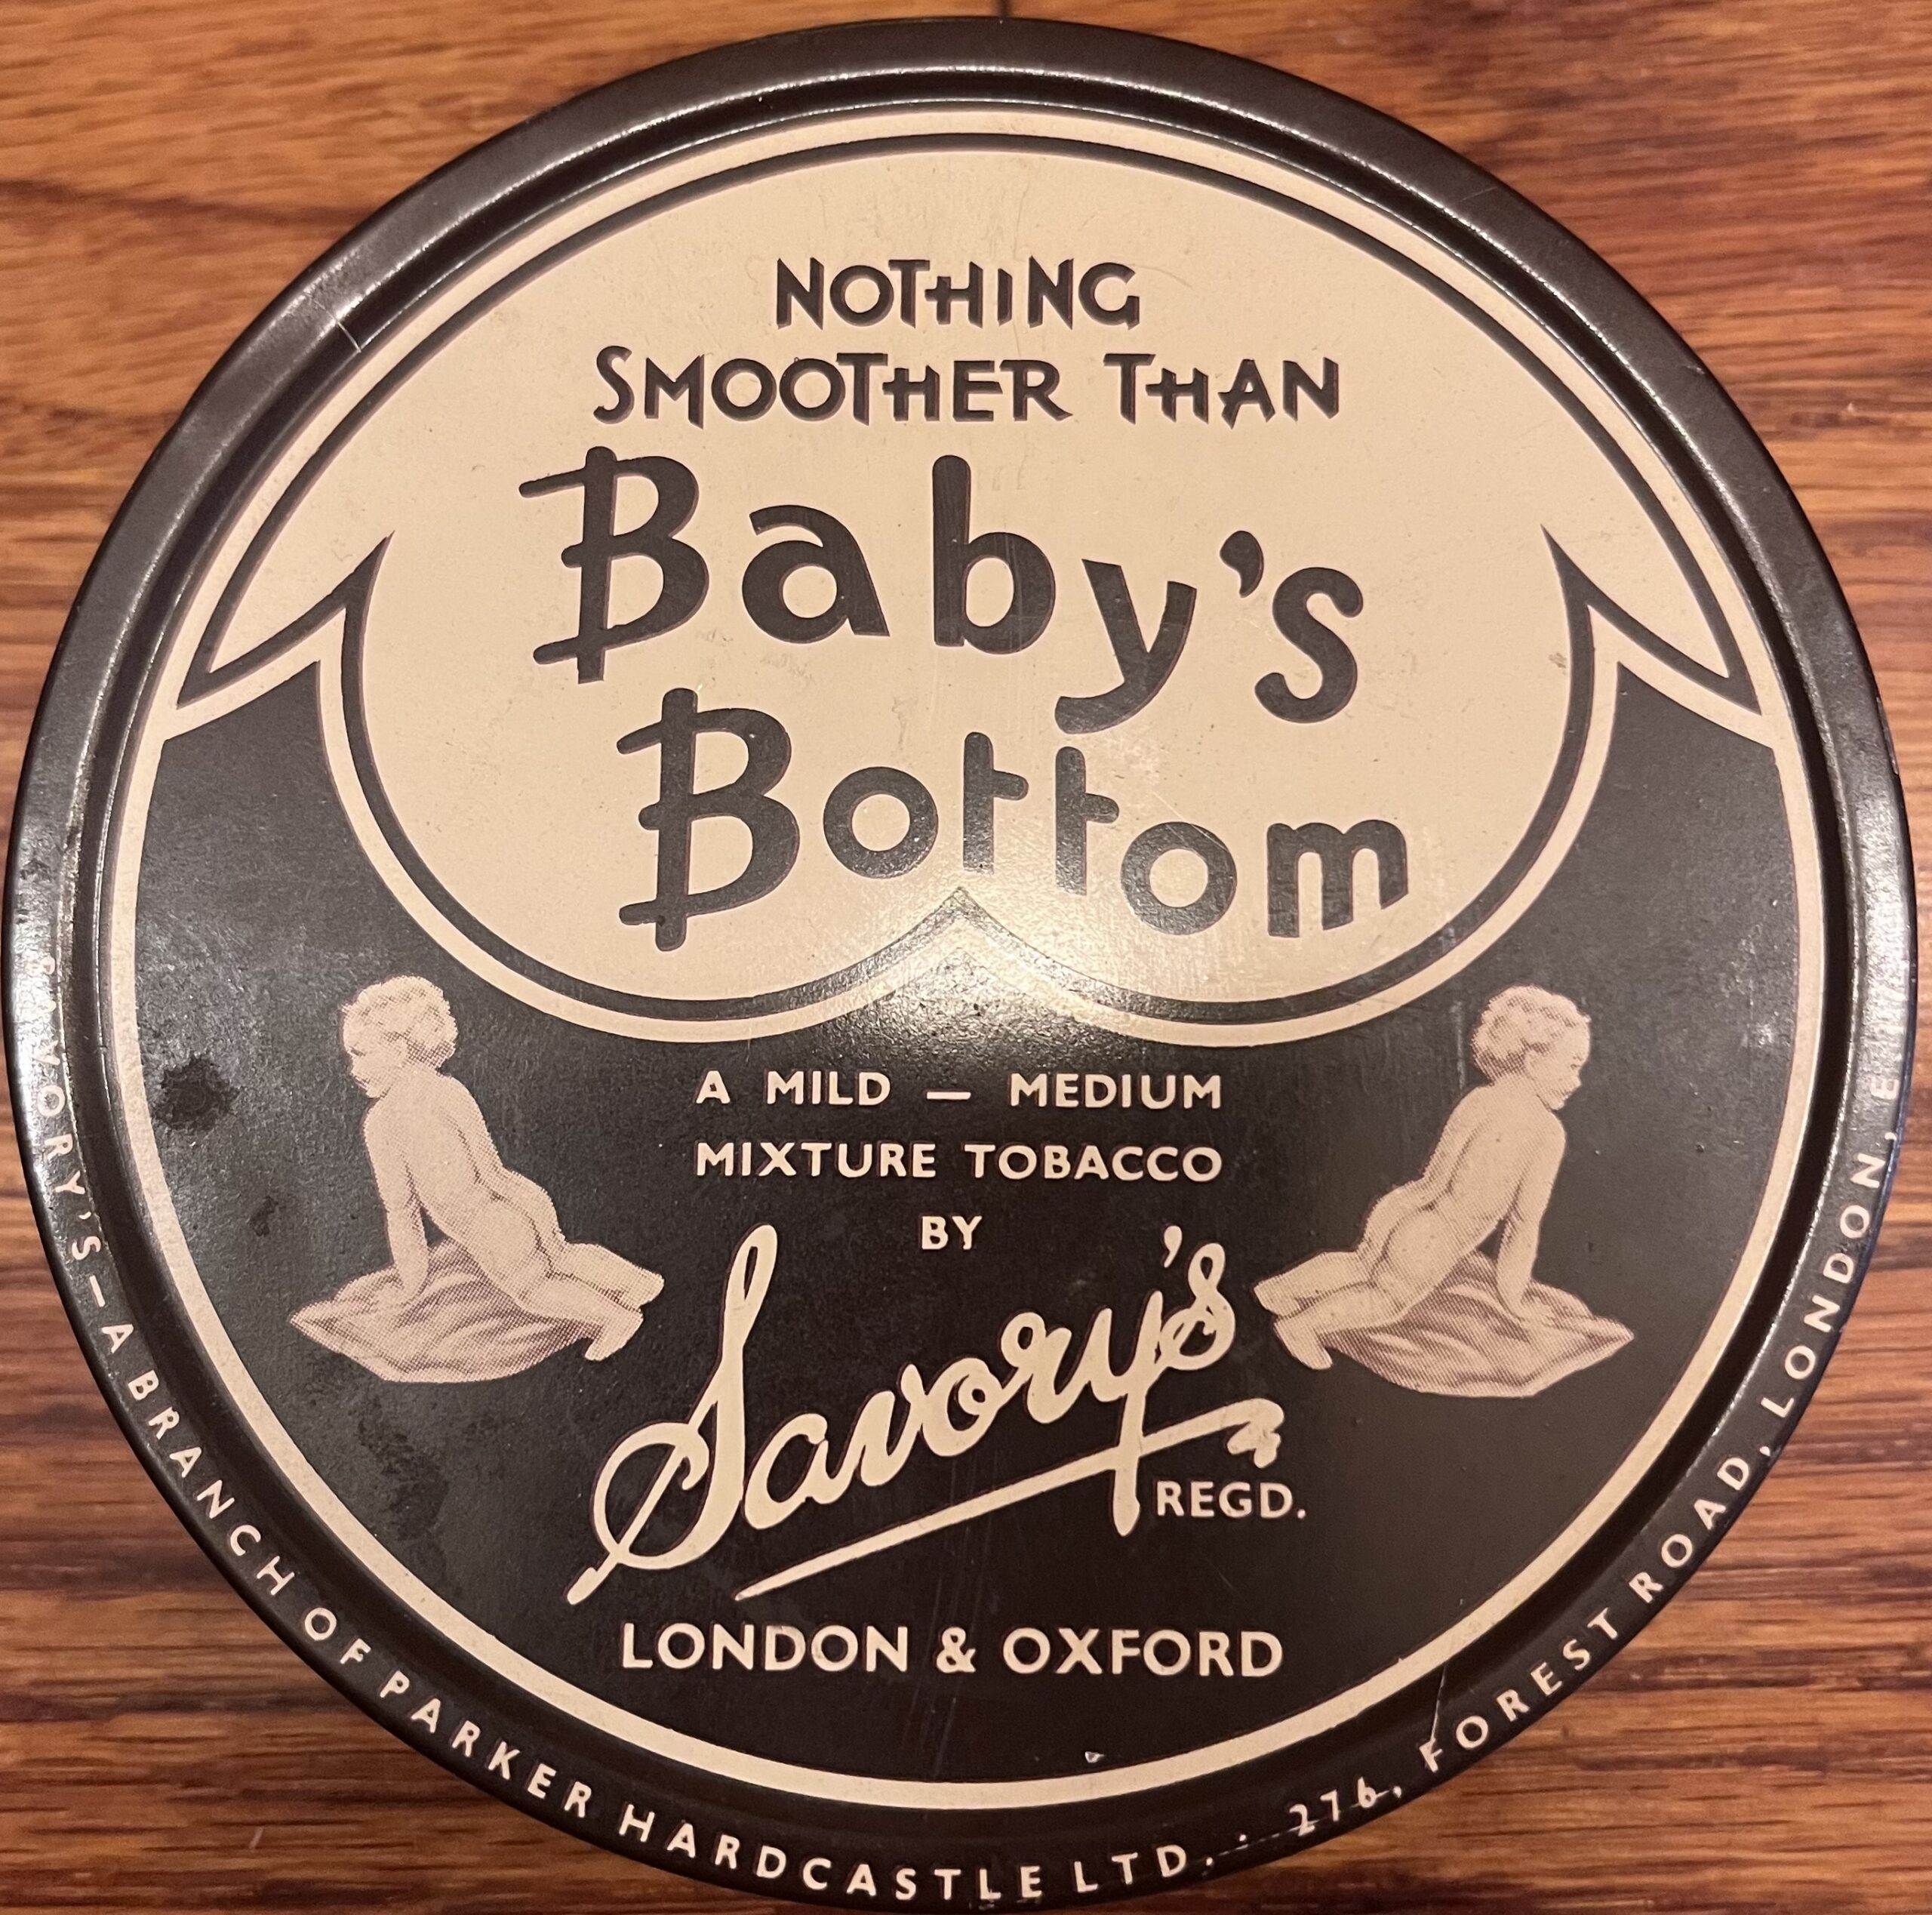 NOTHING
SMOOTHER THAN
Baby's
Bottom
A MILD — MEDIUM
MIXTURE TOBACCO
BY
Savory's
REGD.
LONDON & OXFORD
SAVORY'S—A BRANCH OF PARKER HARDCASTLE LTD. : 276, FOREST ROAD, LONDON,